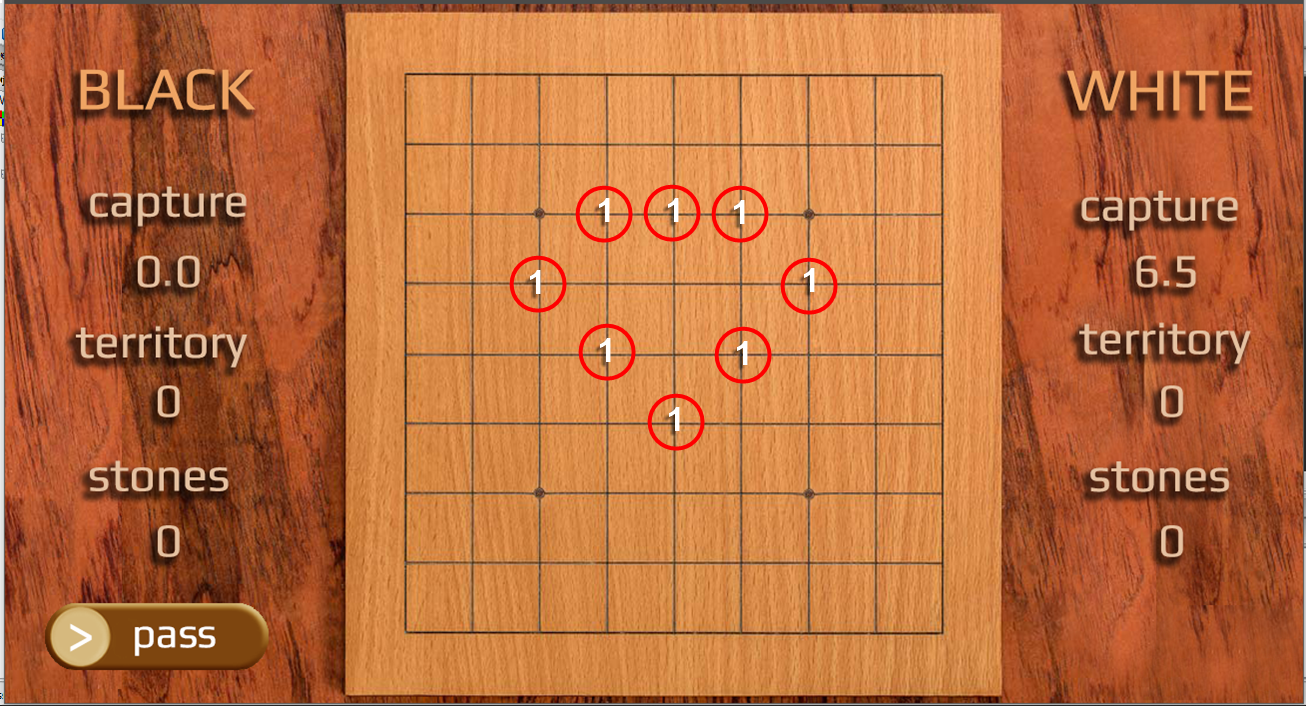 BLACK
capture
0.0
territory
0
stones
0
> pass
1 1 1
1 1
1 1
1
WHITE
capture
6.5
territory
0
stones
0